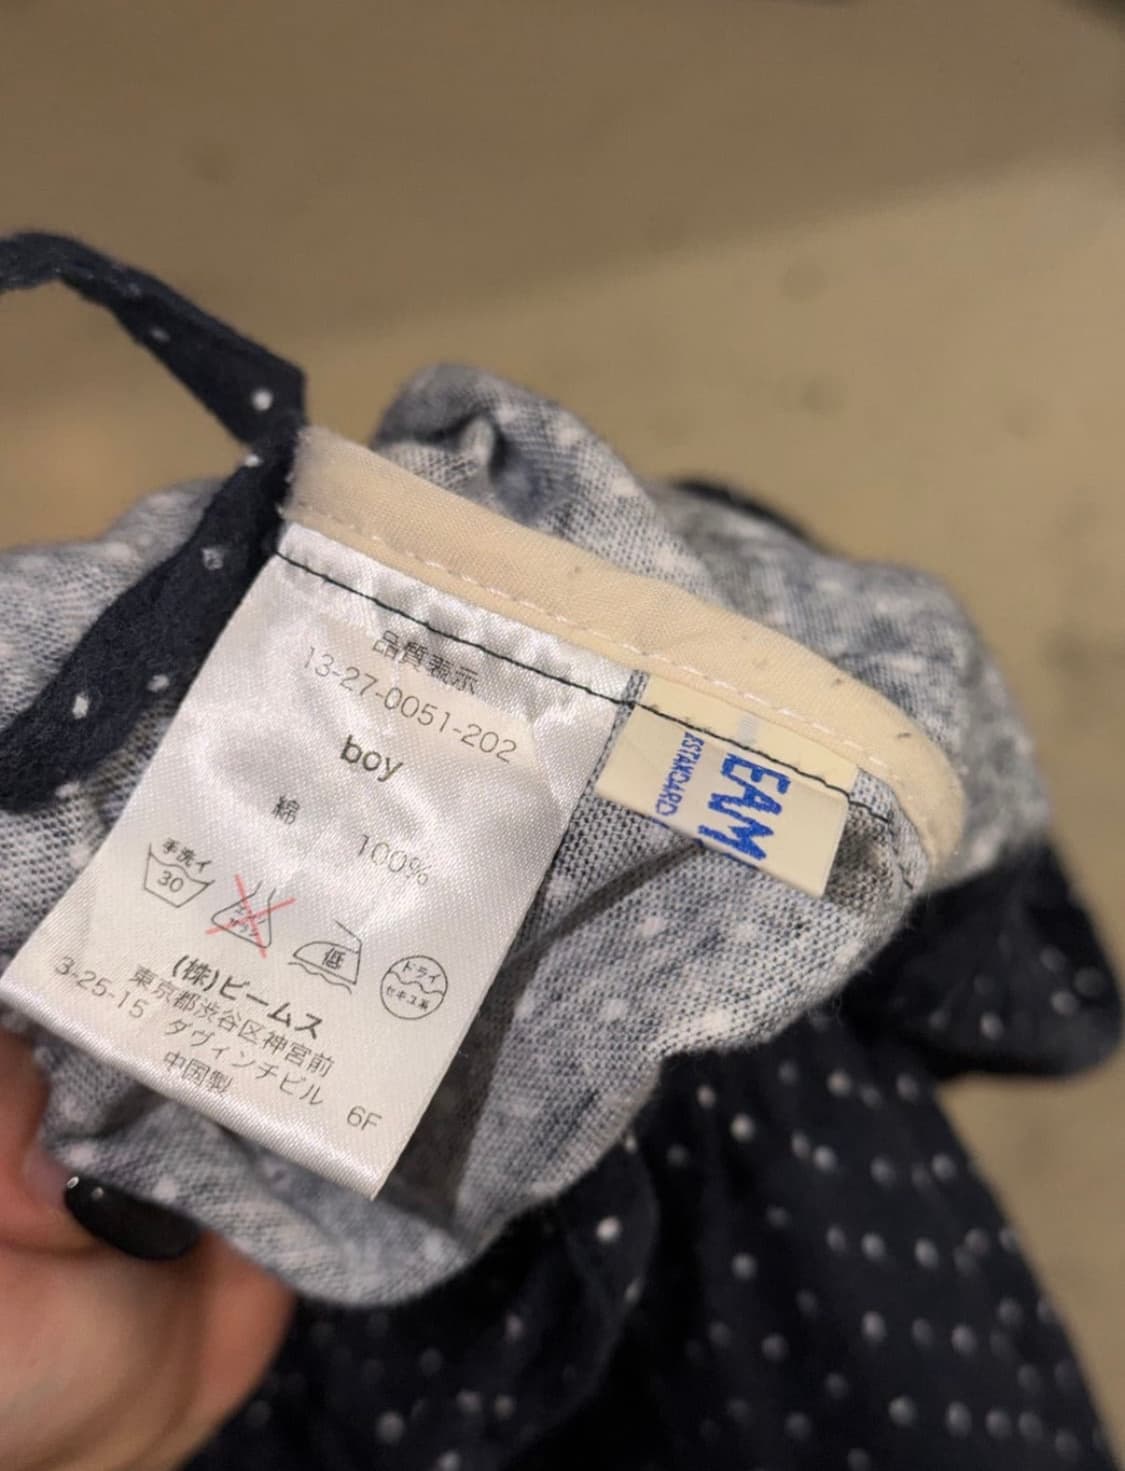 品質表示
13-27-0051-202
boy
綿 100%
手洗イ
30
低
ドライ
セキユ系
(株)ビームス
東京都渋谷区神宮前
3-25-15 ダヴィンチビル 6F
中国製
EAM
STANDARD